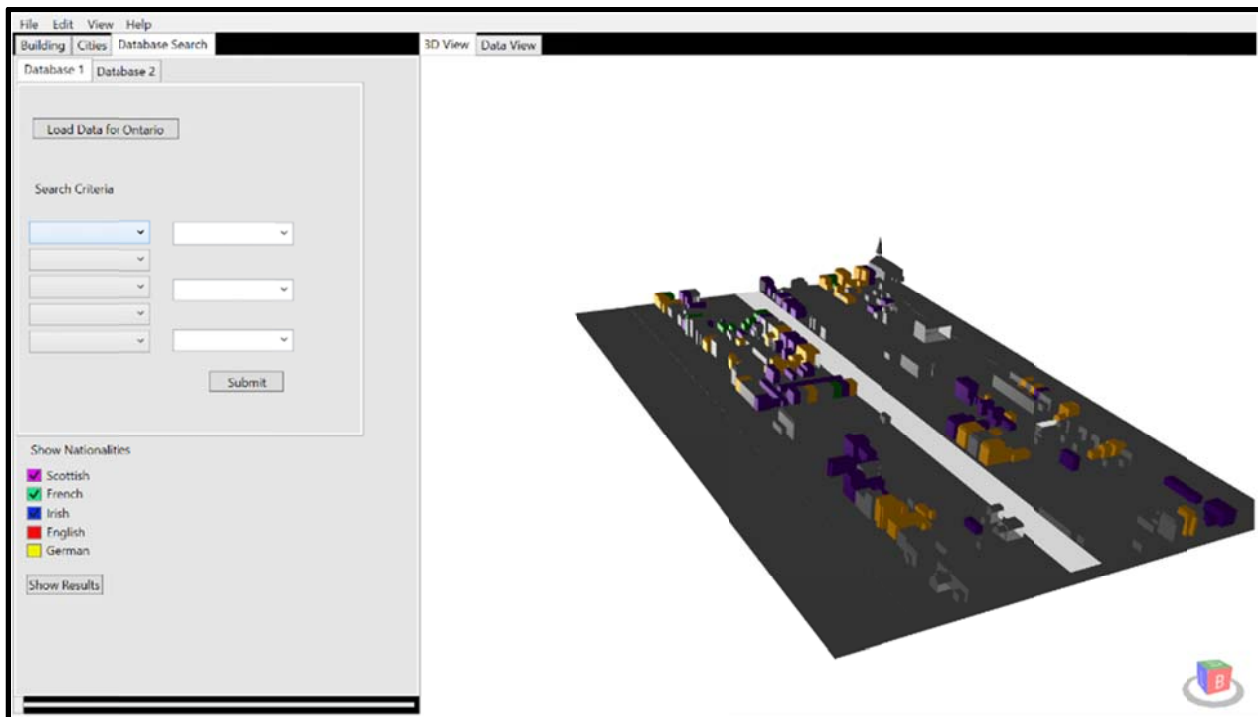 File Edit View Help
Building Cities Database Search
3D View Data View
Database 1 Database 2
Load Data for Ontario
Search Criteria
Submit
Show Nationalities
Scottish
French
Irish
English
German
Show Results
B